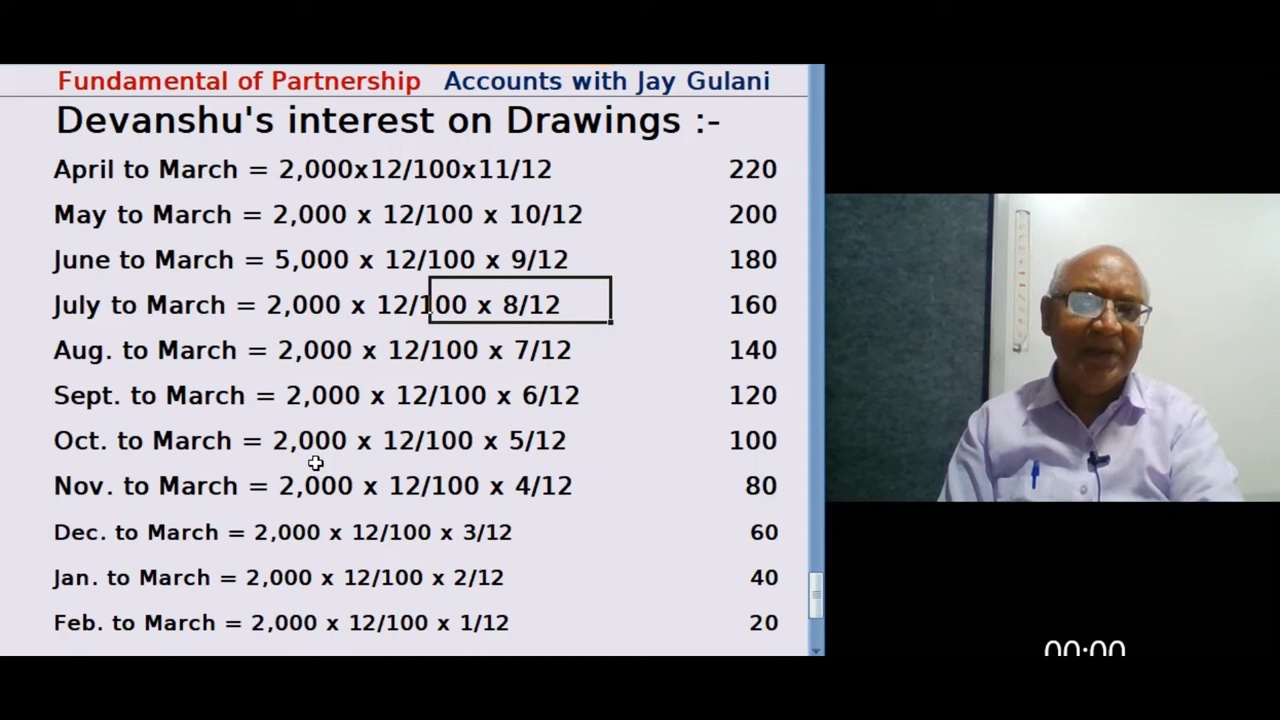 Fundamental of Partnership Accounts with Jay Gulani
Devanshu's interest on Drawings :-
April to March = 2,000x12/100x11/12 220
May to March = 2,000 x 12/100 x 10/12 200
June to March = 5,000 x 12/100 x 9/12 180
July to March = 2,000 x 12/100 x 8/12 160
Aug. to March = 2,000 x 12/100 x 7/12 140
Sept. to March = 2,000 x 12/100 x 6/12 120
Oct. to March = 2,000 x 12/100 x 5/12 100
Nov. to March = 2,000 x 12/100 x 4/12 80
Dec. to March = 2,000 x 12/100 x 3/12 60
Jan. to March = 2,000 x 12/100 x 2/12 40
Feb. to March = 2,000 x 12/100 x 1/12 20
00:00